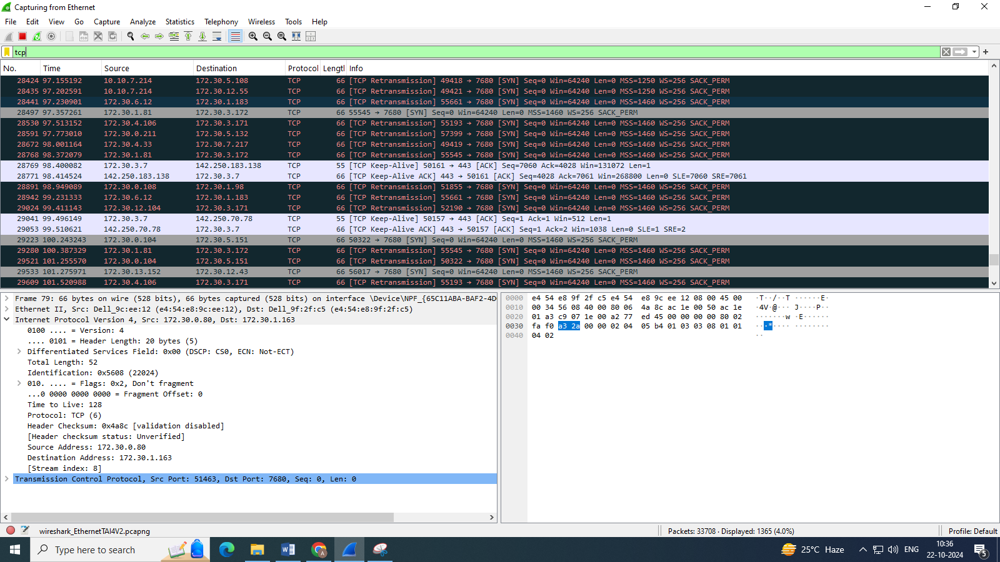 Capturing from Ethernet
File Edit View Go Capture Analyze Statistics Telephony Wireless Tools Help
tcp
No. Time Source Destination Protocol Lengtl Info
28424 97.155192 10.10.7.214 172.30.5.108 TCP 66 [TCP Retransmission] 49418 → 7680 [SYN] Seq=0 Win=64240 Len=0 MSS=1250 WS=256 SACK_PERM
28435 97.202591 10.10.7.214 172.30.12.55 TCP 66 [TCP Retransmission] 49421 → 7680 [SYN] Seq=0 Win=64240 Len=0 MSS=1250 WS=256 SACK_PERM
28441 97.230901 172.30.6.12 172.30.1.183 TCP 66 [TCP Retransmission] 55661 → 7680 [SYN] Seq=0 Win=64240 Len=0 MSS=1460 WS=256 SACK_PERM
28497 97.357261 172.30.1.81 172.30.3.172 TCP 66 55545 → 7680 [SYN] Seq=0 Win=64240 Len=0 MSS=1460 WS=256 SACK_PERM
28530 97.513152 172.30.4.106 172.30.3.171 TCP 66 [TCP Retransmission] 55193 → 7680 [SYN] Seq=0 Win=64240 Len=0 MSS=1460 WS=256 SACK_PERM
28591 97.773010 172.30.0.211 172.30.5.132 TCP 66 [TCP Retransmission] 57399 → 7680 [SYN] Seq=0 Win=64240 Len=0 MSS=1460 WS=256 SACK_PERM
28672 98.001164 172.30.4.33 172.30.7.217 TCP 66 [TCP Retransmission] 49419 → 7680 [SYN] Seq=0 Win=64240 Len=0 MSS=1460 WS=256 SACK_PERM
28768 98.372079 172.30.1.81 172.30.3.172 TCP 66 [TCP Retransmission] 55545 → 7680 [SYN] Seq=0 Win=64240 Len=0 MSS=1460 WS=256 SACK_PERM
28769 98.400082 172.30.3.7 142.250.183.138 TCP 55 [TCP Keep-Alive] 50161 → 443 [ACK] Seq=7060 Ack=4028 Win=131072 Len=1
28771 98.414524 142.250.183.138 172.30.3.7 TCP 66 [TCP Keep-Alive ACK] 443 → 50161 [ACK] Seq=4028 Ack=7061 Win=268800 Len=0 SLE=7060 SRE=7061
28891 98.949089 172.30.0.108 172.30.1.98 TCP 66 [TCP Retransmission] 51855 → 7680 [SYN] Seq=0 Win=64240 Len=0 MSS=1460 WS=256 SACK_PERM
28942 99.231333 172.30.6.12 172.30.1.183 TCP 66 [TCP Retransmission] 55661 → 7680 [SYN] Seq=0 Win=64240 Len=0 MSS=1460 WS=256 SACK_PERM
29024 99.411143 172.30.12.104 172.30.3.171 TCP 66 [TCP Retransmission] 52190 → 7680 [SYN] Seq=0 Win=64240 Len=0 MSS=1460 WS=256 SACK_PERM
29041 99.496149 172.30.3.7 142.250.70.78 TCP 55 [TCP Keep-Alive] 50157 → 443 [ACK] Seq=1 Ack=1 Win=512 Len=1
29053 99.510621 142.250.70.78 172.30.3.7 TCP 66 [TCP Keep-Alive ACK] 443 → 50157 [ACK] Seq=1 Ack=2 Win=1038 Len=0 SLE=1 SRE=2
29223 100.243243 172.30.0.104 172.30.5.151 TCP 66 50322 → 7680 [SYN] Seq=0 Win=64240 Len=0 MSS=1460 WS=256 SACK_PERM
29280 100.387329 172.30.1.81 172.30.3.172 TCP 66 [TCP Retransmission] 55545 → 7680 [SYN] Seq=0 Win=64240 Len=0 MSS=1460 WS=256 SACK_PERM
29521 101.255570 172.30.0.104 172.30.5.151 TCP 66 [TCP Retransmission] 50322 → 7680 [SYN] Seq=0 Win=64240 Len=0 MSS=1460 WS=256 SACK_PERM
29533 101.275971 172.30.13.152 172.30.12.43 TCP 66 56017 → 7680 [SYN] Seq=0 Win=64240 Len=0 MSS=1460 WS=256 SACK_PERM
29609 101.520988 172.30.4.106 172.30.3.171 TCP 66 [TCP Retransmission] 55193 → 7680 [SYN] Seq=0 Win=64240 Len=0 MSS=1460 WS=256 SACK_PERM
Frame 79: 66 bytes on wire (528 bits), 66 bytes captured (528 bits) on interface \Device\NPF_{65C11ABA-BAF2-4D
Ethernet II, Src: Dell_9c:ee:12 (e4:54:e8:9c:ee:12), Dst: Dell_9f:2f:c5 (e4:54:e8:9f:2f:c5)
Internet Protocol Version 4, Src: 172.30.0.80, Dst: 172.30.1.163
0100 .... = Version: 4
.... 0101 = Header Length: 20 bytes (5)
Differentiated Services Field: 0x00 (DSCP: CS0, ECN: Not-ECT)
Total Length: 52
Identification: 0x5608 (22024)
010. .... = Flags: 0x2, Don't fragment
...0 0000 0000 0000 = Fragment Offset: 0
Time to Live: 128
Protocol: TCP (6)
Header Checksum: 0x4a8c [validation disabled]
[Header checksum status: Unverified]
Source Address: 172.30.0.80
Destination Address: 172.30.1.163
[Stream index: 8]
Transmission Control Protocol, Src Port: 51463, Dst Port: 7680, Seq: 0, Len: 0
0000 e4 54 e8 9f 2f c5 e4 54 e8 9c ee 12 08 00 45 00 ·T··/··T ······E·
0010 00 34 56 08 40 00 80 06 4a 8c ac 1e 00 50 ac 1e ·4V·@··· J····P··
0020 01 a3 c9 07 1e 00 a2 77 ed 45 00 00 00 00 80 02 ·······w ·E······
0030 fa f0 a3 2a 00 00 02 04 05 b4 01 03 03 08 01 01 ···*···· ········
0040 04 02 ··
wireshark_EthernetTAI4V2.pcapng Packets: 33708 · Displayed: 1365 (4.0%) Profile: Default
Type here to search 25°C Haze ENG 10:36
22-10-2024 5